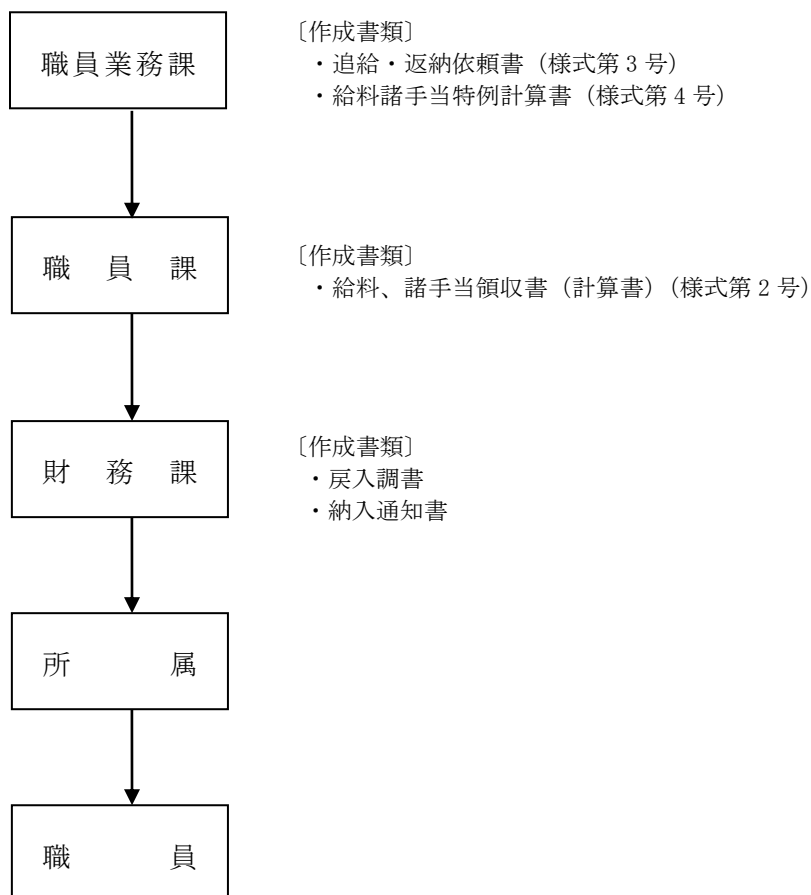 職員業務課
〔作成書類〕
・追給・返納依頼書（様式第３号）
・給料諸手当特例計算書（様式第４号）
職員課
〔作成書類〕
・給料、諸手当領収書（計算書）（様式第２号）
財務課
〔作成書類〕
・戻入調書
・納入通知書
所属
職員